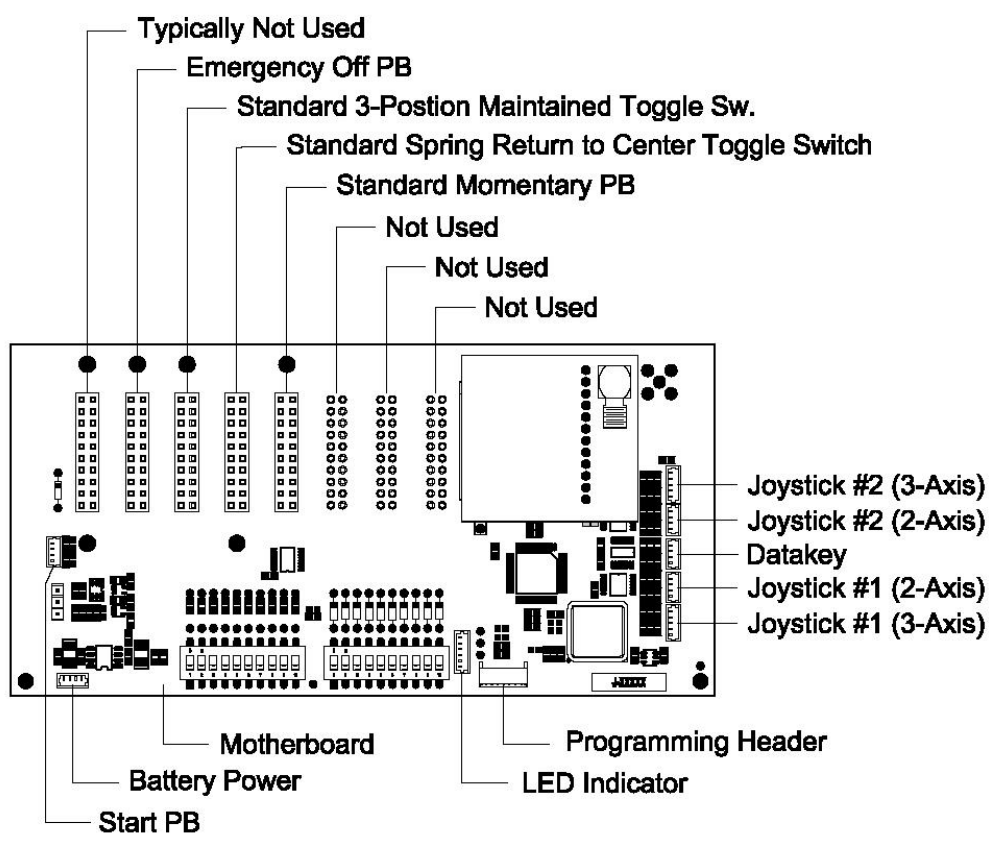 Typically Not Used
Emergency Off PB
Standard 3-Postion Maintained Toggle Sw.
Standard Spring Return to Center Toggle Switch
Standard Momentary PB
Not Used
Not Used
Not Used
Joystick #2 (3-Axis)
Joystick #2 (2-Axis)
Datakey
Joystick #1 (2-Axis)
Joystick #1 (3-Axis)
Motherboard
Programming Header
Battery Power
LED Indicator
Start PB